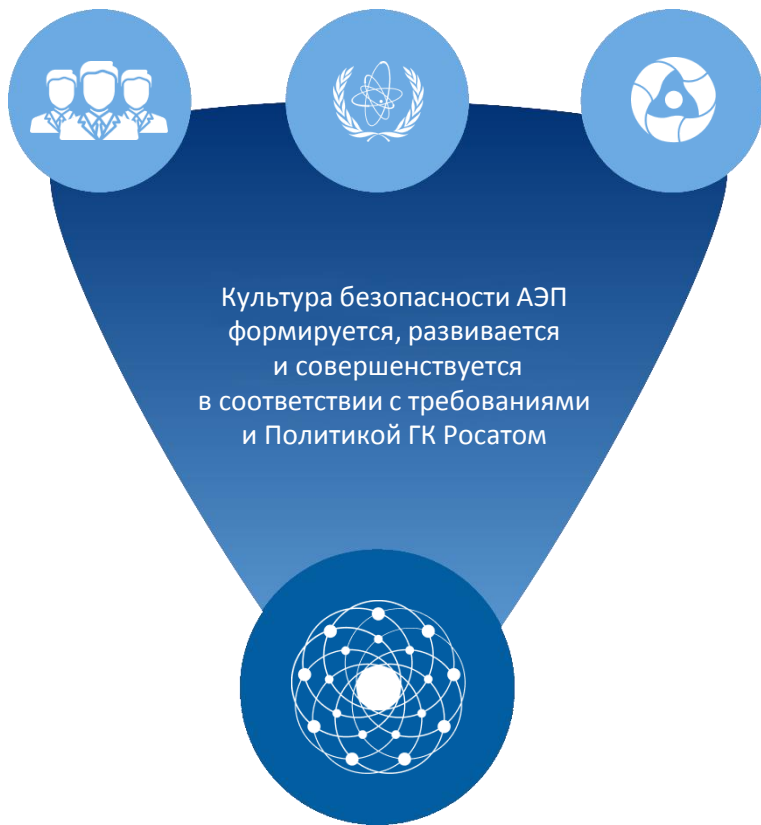 Культура безопасности АЭП
формируется, развивается
и совершенствуется
в соответствии с требованиями
и Политикой ГК Росатом